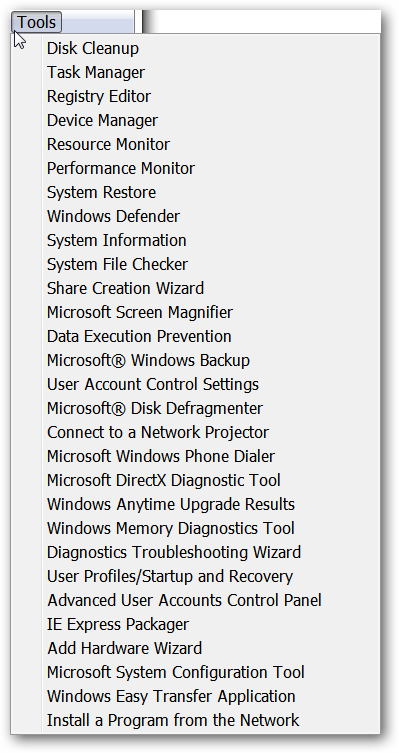 Tools
Disk Cleanup
Task Manager
Registry Editor
Device Manager
Resource Monitor
Performance Monitor
System Restore
Windows Defender
System Information
System File Checker
Share Creation Wizard
Microsoft Screen Magnifier
Data Execution Prevention
Microsoft® Windows Backup
User Account Control Settings
Microsoft® Disk Defragmenter
Connect to a Network Projector
Microsoft Windows Phone Dialer
Microsoft DirectX Diagnostic Tool
Windows Anytime Upgrade Results
Windows Memory Diagnostics Tool
Diagnostics Troubleshooting Wizard
User Profiles/Startup and Recovery
Advanced User Accounts Control Panel
IE Express Packager
Add Hardware Wizard
Microsoft System Configuration Tool
Windows Easy Transfer Application
Install a Program from the Network